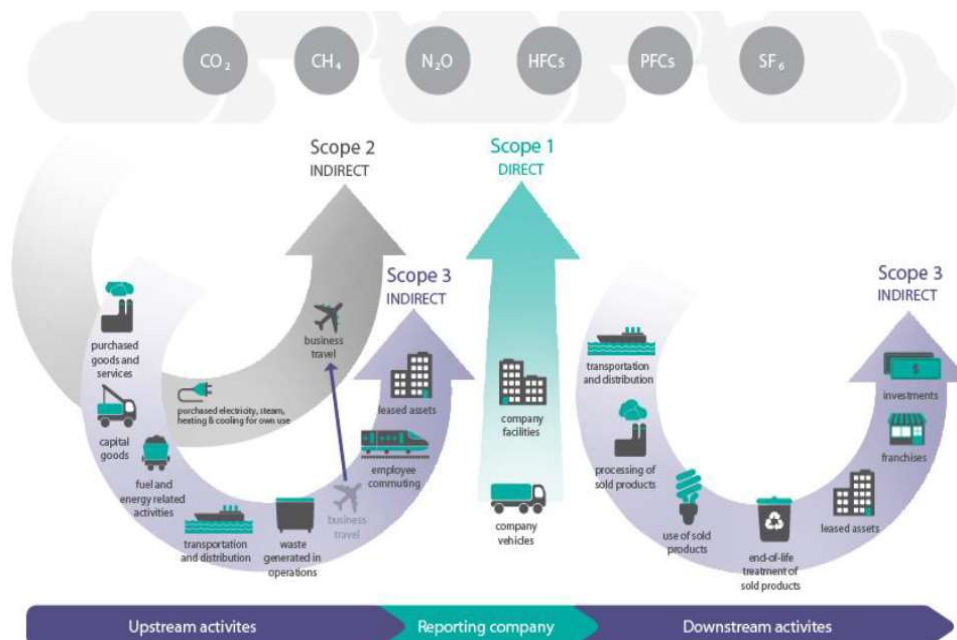 CO₂
CH₄
N₂O
HFCs
PFCs
SF₆
Scope 2
INDIRECT
Scope 1
DIRECT
Scope 3
INDIRECT
Scope 3
INDIRECT
purchased
goods and
services
capital
goods
fuel and
energy related
activities
purchased electricity, steam,
heating & cooling for own use
transportation
and distribution
waste
generated in
operations
business
travel
business
travel
employee
commuting
leased assets
company
facilities
company
vehicles
transportation
and distribution
processing of
sold products
use of sold
products
end-of-life
treatment of
sold products
leased assets
franchises
$
investments
Upstream activites
Reporting company
Downstream activites